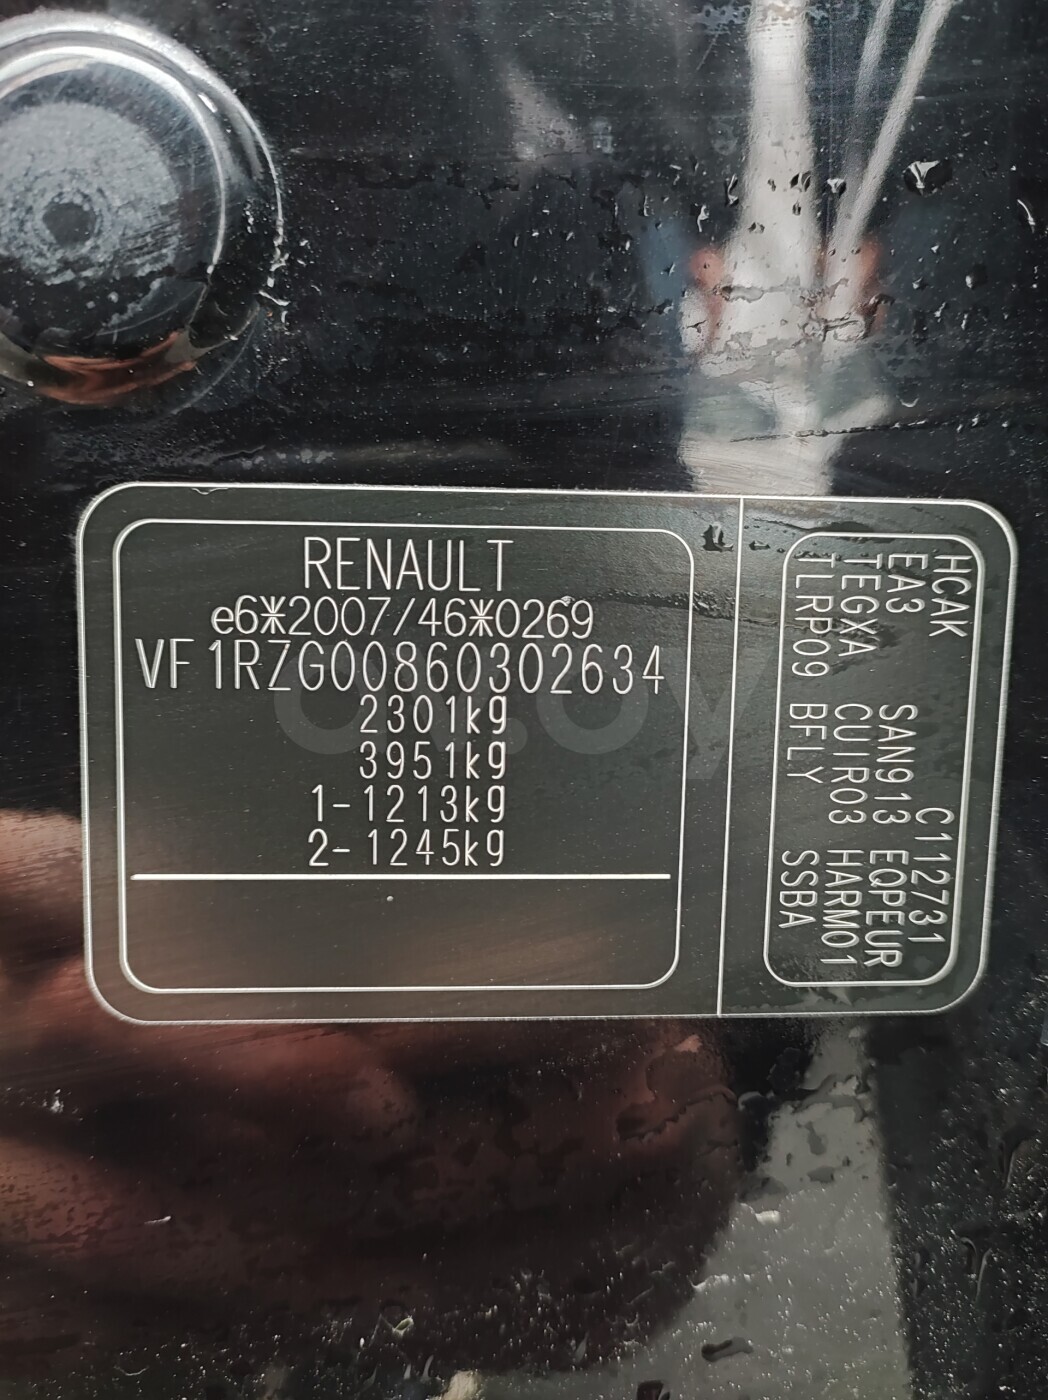 RENAULT
e6*2007/46*0269
VF1RZG00860302634
2301kg
3951kg
1-1213kg
2-1245kg
HCAK C112731
EA3 SAN913 EQPEUR
TEGXA CUIR03 HARM01
TLRP09 BFLY SSBA